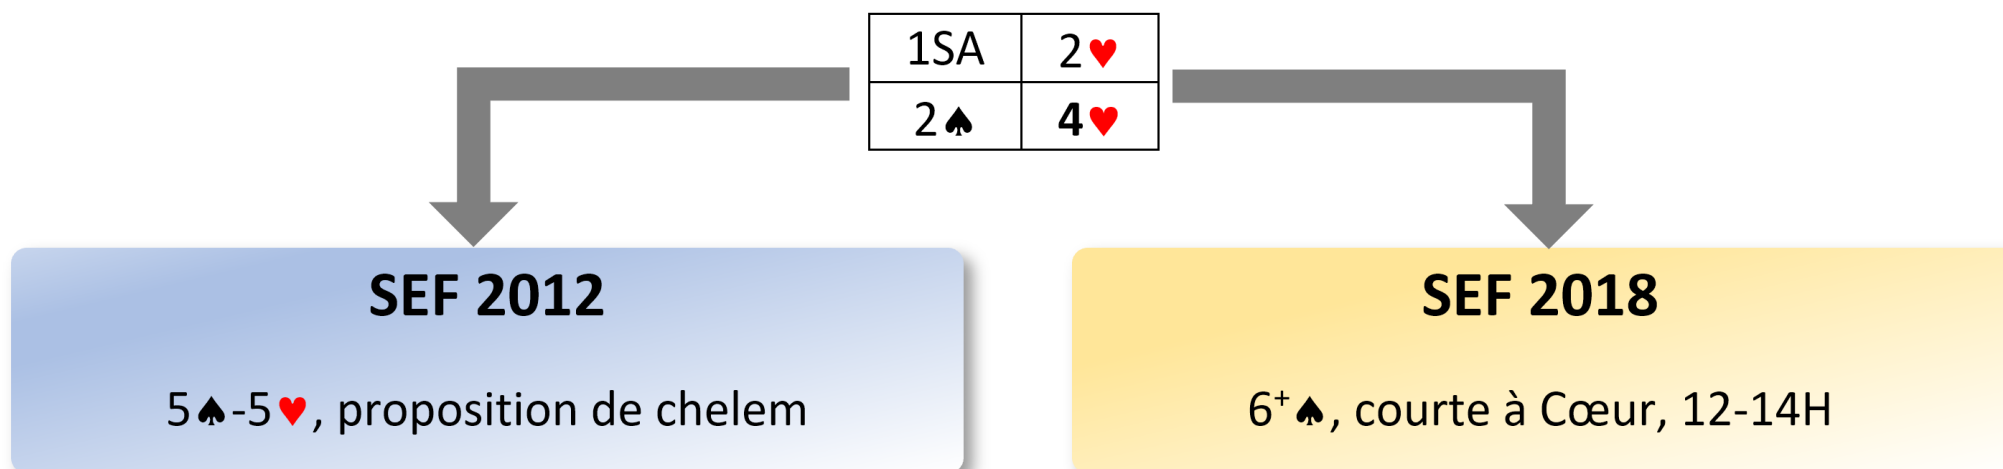 1SA 2♥
2♠ 4♥
SEF 2012
5♠-5♥, proposition de chelem
SEF 2018
6⁺♠, courte à Cœur, 12-14H